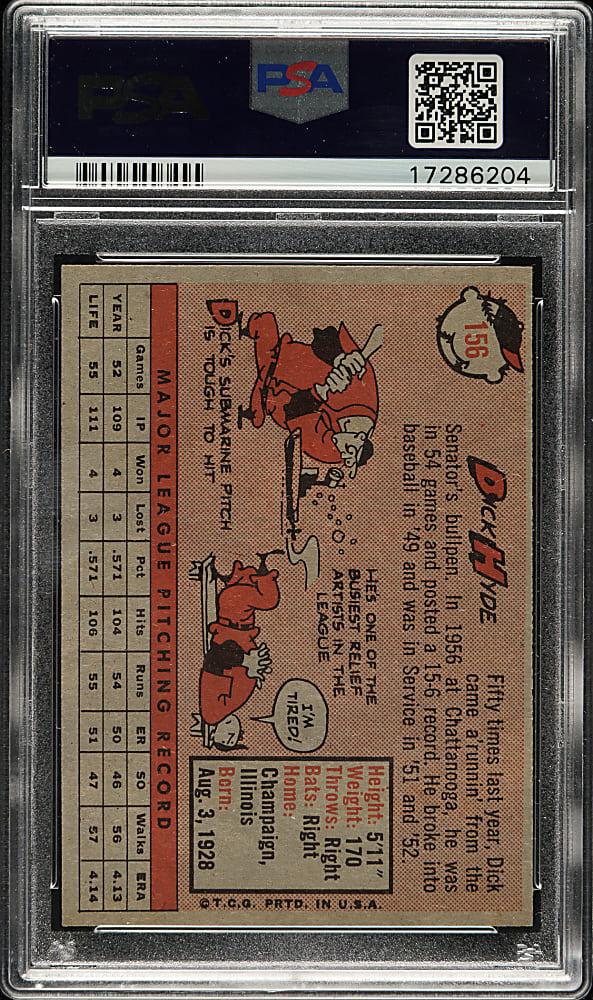 PSA
PSA
17286204
156
DICK HYDE
Fifty times last year, Dick
came a'runnin' from the
Senator's bullpen. In 1956 at Chattanooga, he was
in 54 games and posted a 15-6 record. He broke into
baseball in '49 and was in Service in '51 and '52.
DICK'S SUBMARINE PITCH
IS TOUGH TO HIT
HE'S ONE OF THE
BUSIEST RELIEF
ARTISTS IN THE
LEAGUE
I'M
TIRED!
Height: 5'11"
Weight: 170
Throws: Right
Bats: Right
Home:
Champaign,
Illinois
Born:
Aug. 3, 1928
MAJOR LEAGUE PITCHING RECORD
YEAR Games IP Won Lost Pct Hits Runs ER SO Walks ERA
YEAR 52 109 4 3 .571 104 54 50 46 56 4.13
LIFE 55 111 4 3 .571 106 55 51 47 57 4.14
©T.C.G. PRTD. IN U.S.A.